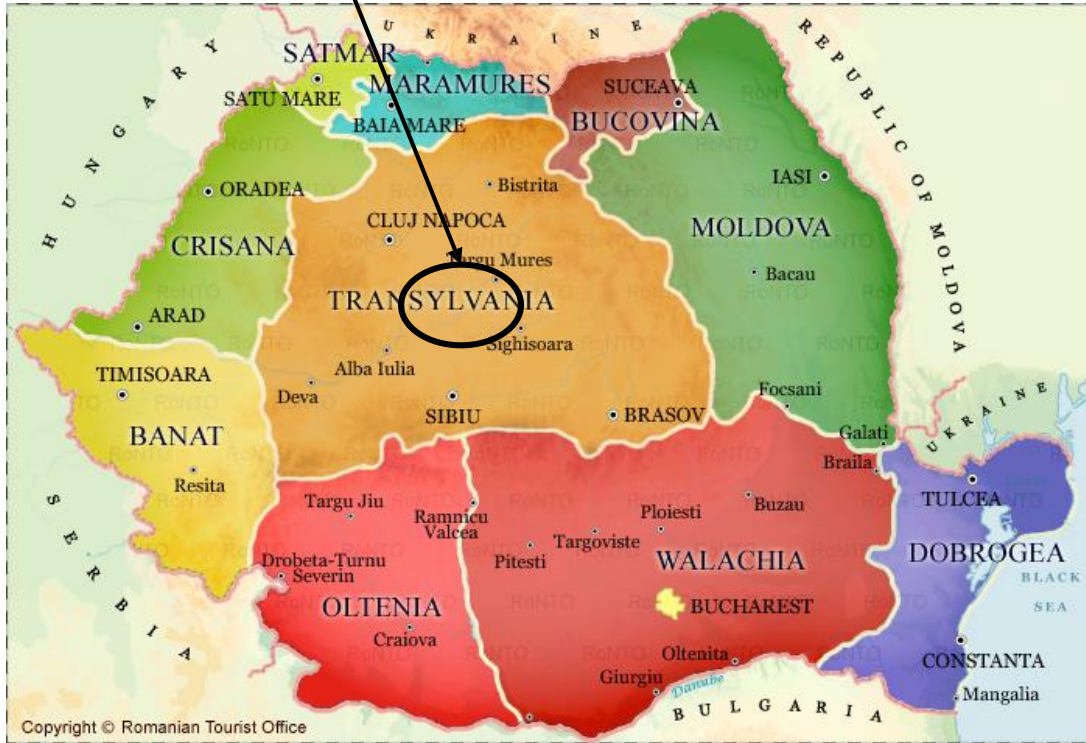 HUNGARY
UKRAINE
REPUBLIC OF MOLDOVA
SATMAR
SATU MARE
MARAMURES
BAIA MARE
SUCEAVA
BUCOVINA
ORADEA
CRISANA
ARAD
Bistrita
CLUJ NAPOCA
Targu Mures
TRANSYLVANIA
Sighisoara
Alba Iulia
Deva
SIBIU
BRASOV
IASI
MOLDOVA
Bacau
Focsani
Galati
Braila
UKRAINE
TIMISOARA
BANAT
Resita
SERBIA
Targu Jiu
Drobeta-Turnu
Severin
OLTENIA
Craiova
Ramnicu
Valcea
Pitesti
Targoviste
Ploiesti
Buzau
WALACHIA
BUCHAREST
Oltenita
Giurgiu
Danube
BULGARIA
TULCEA
DOBROGEA
BLACK
SEA
CONSTANTA
Mangalia
RoNTO
Copyright © Romanian Tourist Office